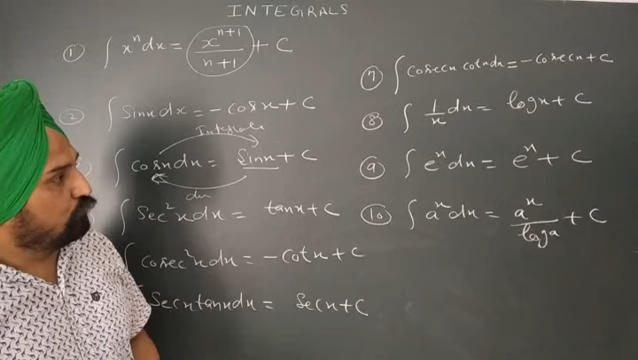 INTEGRALS
① ∫ xⁿ dx = xⁿ⁺¹/n+1 + C
② ∫ Sinx dx = -cosx + C
Integrals
∫ cosx dx = Sinx + C
dx
∫ Sec²x dx = tanx + C
∫ Cosec²x dx = -Cotx + C
Secx tanx dx = Secx + C
⑦ ∫ Cosecx cotx dx = -Cosecx + C
⑧ ∫ 1/x dx = logx + C
⑨ ∫ eˣ dx = eˣ + C
⑩ ∫ aˣ dx = aˣ/loga + C